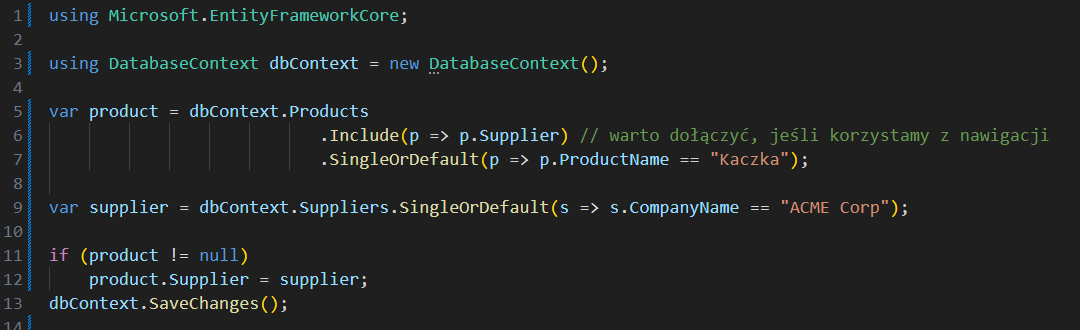 1 using Microsoft.EntityFrameworkCore;
2
3 using DatabaseContext dbContext = new DatabaseContext();
4
5 var product = dbContext.Products
6 .Include(p => p.Supplier) // warto dołączyć, jeśli korzystamy z nawigacji
7 .SingleOrDefault(p => p.ProductName == "Kaczka");
8
9 var supplier = dbContext.Suppliers.SingleOrDefault(s => s.CompanyName == "ACME Corp");
10
11 if (product != null)
12 product.Supplier = supplier;
13 dbContext.SaveChanges();
14